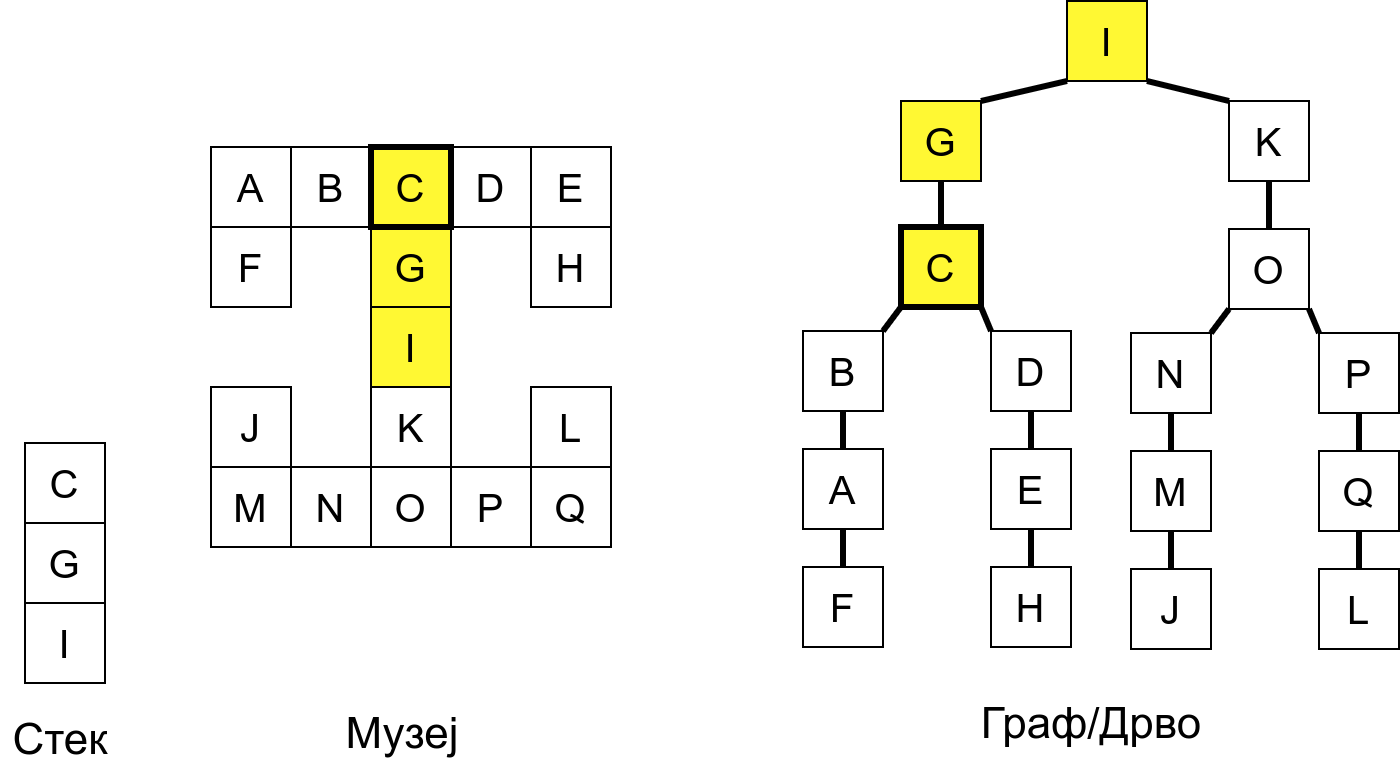 C
G
I
Стек
A B C D E
F G H
I
J K L
M N O P Q
Музеј
I
G K
C O
B D N P
A E M Q
F H J L
Граф/Дрво